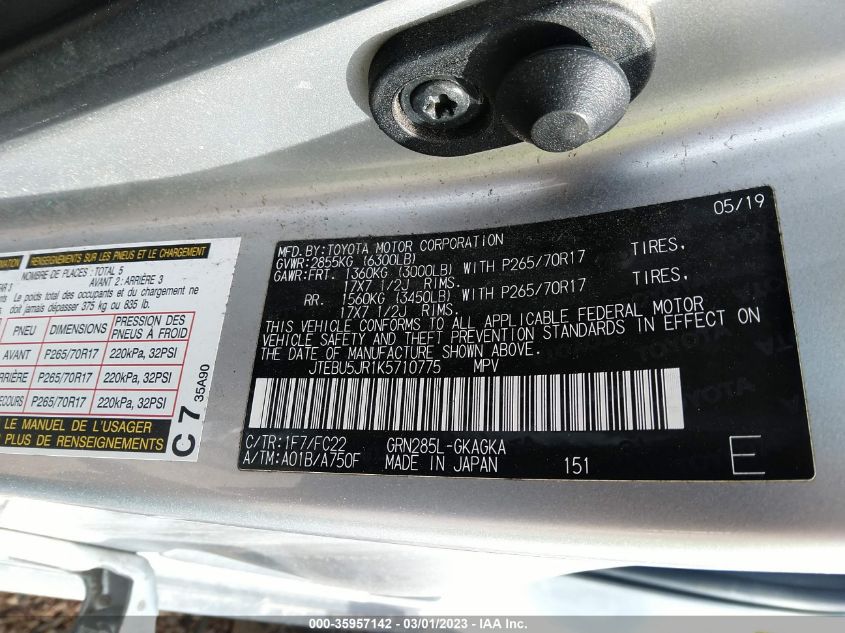 RENSEIGNEMENTS SUR LES PNEUS ET LE CHARGEMENT
NOMBRE DE PLACES : TOTAL 5
AVANT 2 : ARRIÈRE 3
Le poids total des occupants et du chargement ne
doit jamais dépasser 375 kg ou 835 lb.
PNEU DIMENSIONS PRESSION DES PNEUS À FROID
AVANT P265/70R17 220kPa, 32PSI
P265/70R17 220kPa, 32PSI
P265/70R17 220kPa, 32PSI
LE MANUEL DE L'AUTO
PLUS DE RENSEIGNEMENTS
C 7 35A90
05/19
MFD. BY: TOYOTA MOTOR CORPORATION
GVWR: 2855KG (6300LB)
GAWR: FRT. 1360KG (3000LB) WITH P265/70R17 TIRES,
17X7 1/2J RIMS.
RR. 1560KG (3450LB) WITH P265/70R17 TIRES,
17X7 1/2J RIMS.
THIS VEHICLE CONFORMS TO ALL APPLICABLE FEDERAL MOTOR
VEHICLE SAFETY AND THEFT PREVENTION STANDARDS IN EFFECT ON
THE DATE OF MANUFACTURE SHOWN ABOVE.
JTEBU5JR1K5710775 MPV
C/TR: 1F7/FC22 GRN285L-GKAGKA
A/TM: A01B/A750F MADE IN JAPAN 151 E
000-35957142 - 03/01/2023 - IAA Inc.